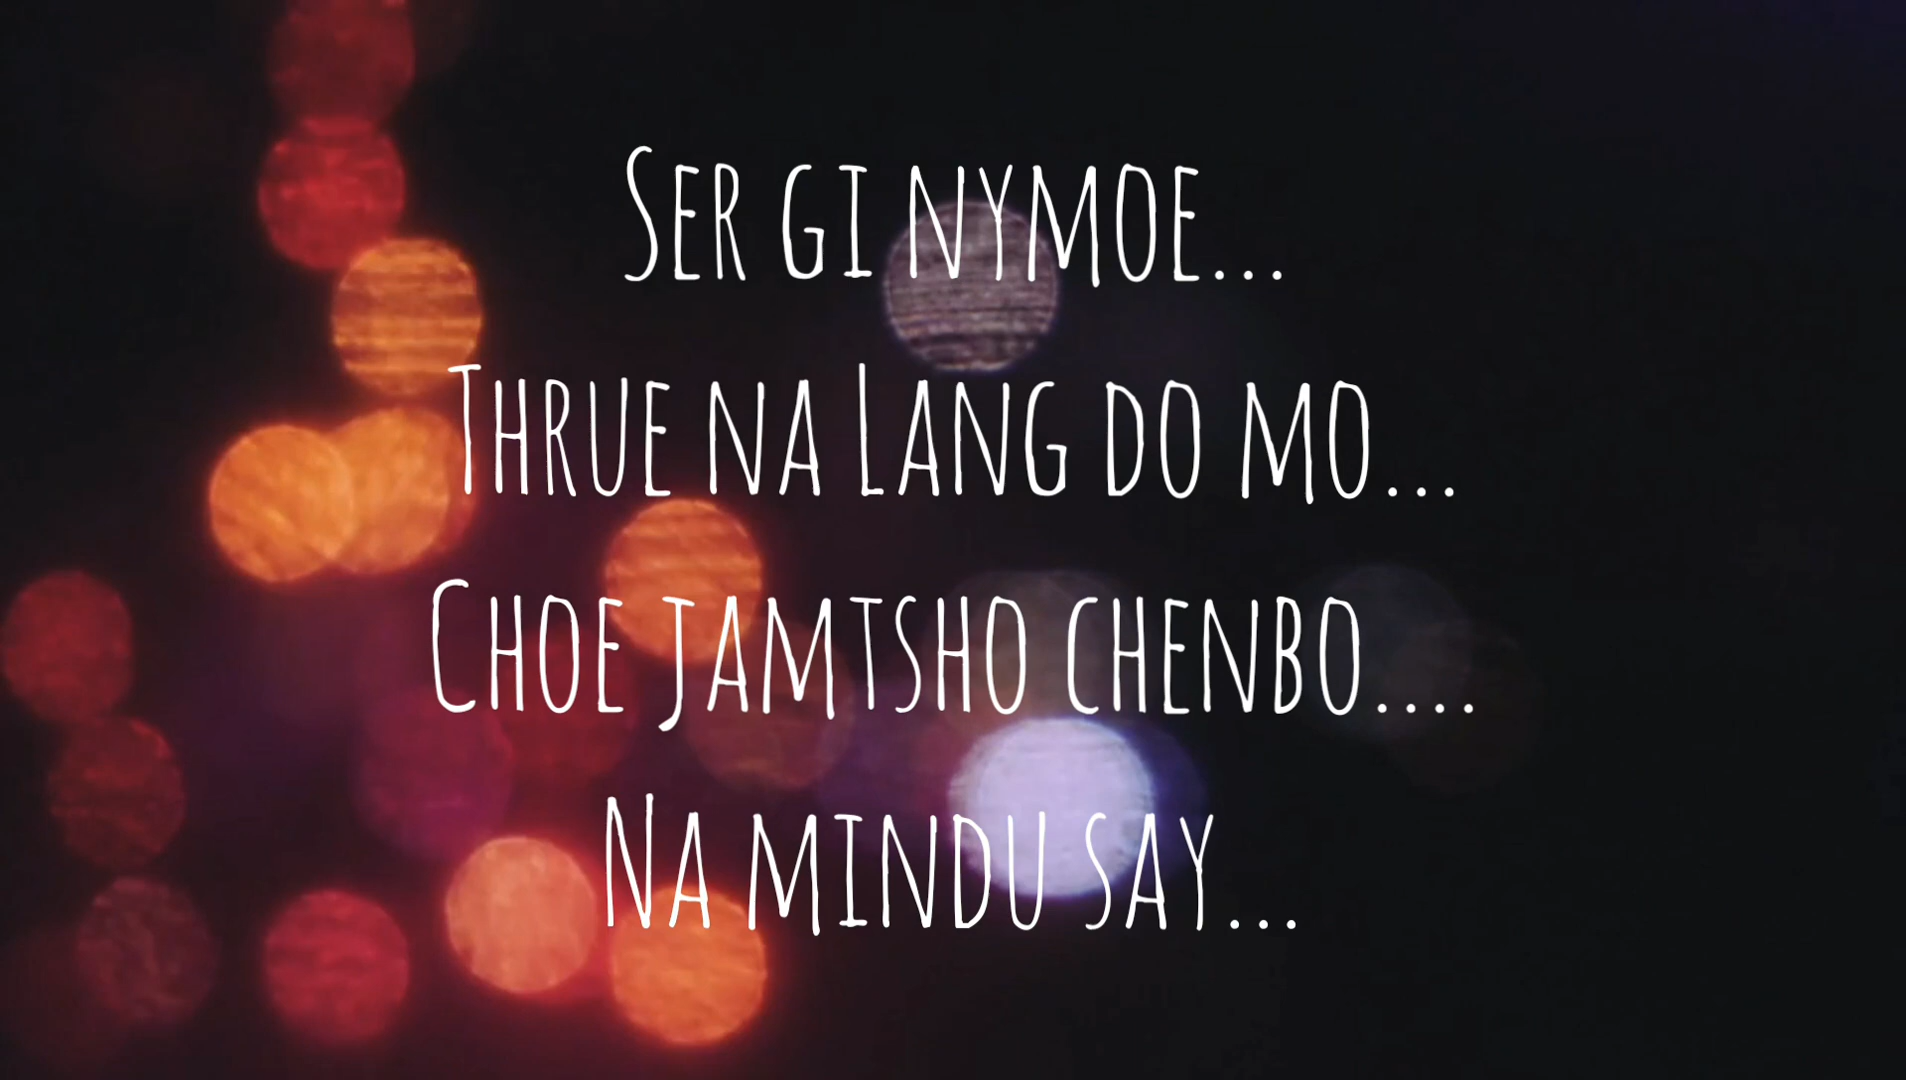 Ser gi nymoe...
Thrue na Lang do mo...
Choe jamtsho chenbo....
Na mindu say...